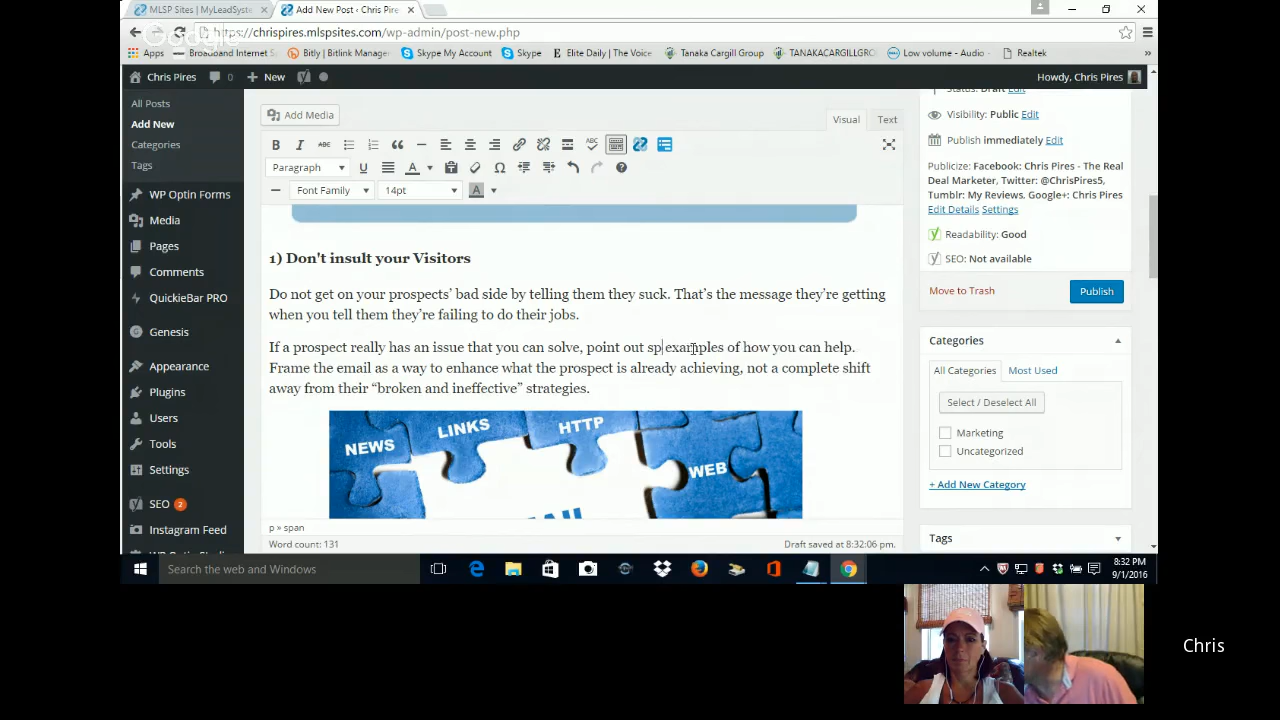 MLSP Sites | MyLeadSyst
Add New Post ‹ Chris Pire
Google
https://chrispires.mlspsites.com/wp-admin/post-new.php
Apps
Broadband Internet S
Bitly | Bitlink Manager
Skype My Account
Skype
Elite Daily | The Voice
Tanaka Cargill Group
TANAKACARGILLGRO
Low volume - Audio
Realtek
»
Chris Pires
0
New
Howdy, Chris Pires
All Posts
Add New
Categories
Tags
WP Optin Forms
Media
Pages
Comments
QuickieBar PRO
Genesis
Appearance
Plugins
Users
Tools
Settings
SEO 2
Instagram Feed
WP Optin Studio
Add Media
Visual
Text
B I ABC
ABC
Paragraph
U
A
Ω
Font Family
14pt
A
1) Don't insult your Visitors
Do not get on your prospects’ bad side by telling them they suck. That’s the message they’re getting
when you tell them they’re failing to do their jobs.
If a prospect really has an issue that you can solve, point out sp examples of how you can help.
Frame the email as a way to enhance what the prospect is already achieving, not a complete shift
away from their “broken and ineffective” strategies.
NEWS
LINKS
HTTP
WEB
p » span
Word count: 131
Draft saved at 8:32:06 pm.
Status: Draft Edit
Visibility: Public Edit
Publish immediately Edit
Publicize: Facebook: Chris Pires - The Real
Deal Marketer, Twitter: @ChrisPires5,
Tumblr: My Reviews, Google+: Chris Pires
Edit Details Settings
Readability: Good
SEO: Not available
Move to Trash
Publish
Categories
All Categories
Most Used
Select / Deselect All
Marketing
Uncategorized
+ Add New Category
Tags
Search the web and Windows
8:32 PM
9/1/2016
Chris